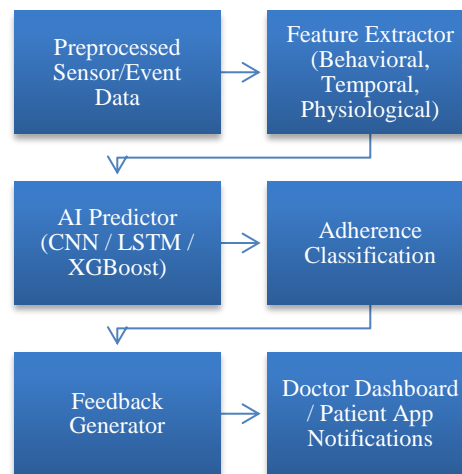 Preprocessed
Sensor/Event
Data
Feature Extractor
(Behavioral,
Temporal,
Physiological)
AI Predictor
(CNN / LSTM /
XGBoost)
Adherence
Classification
Feedback
Generator
Doctor Dashboard
/ Patient App
Notifications